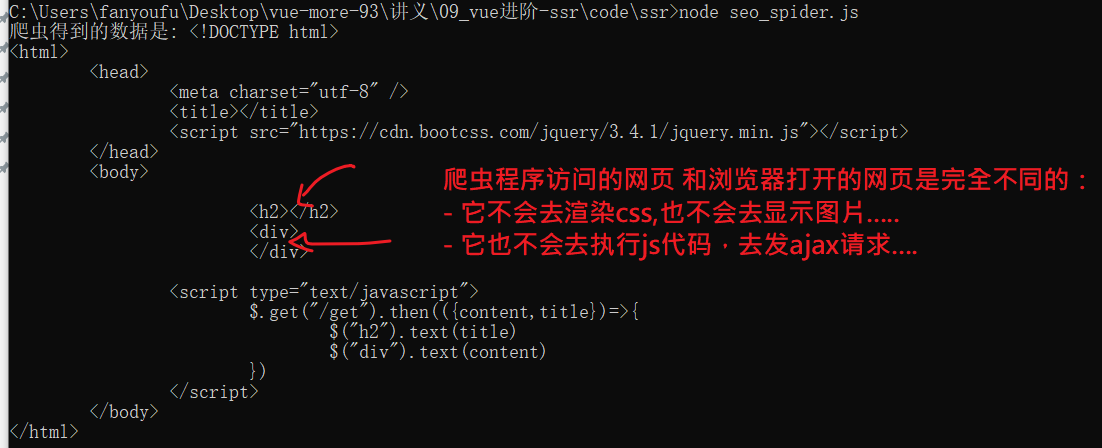 C:\Users\fanyoufu\Desktop\vue-more-93\讲义\09_vue进阶-ssr\code\ssr>node seo_spider.js
爬虫得到的数据是: <!DOCTYPE html>
<html>
<head>
<meta charset="utf-8" />
<title></title>
<script src="https://cdn.bootcss.com/jquery/3.4.1/jquery.min.js"></script>
</head>
<body>
爬虫程序访问的网页 和浏览器打开的网页是完全不同的：
<h2></h2>
- 它不会去渲染css,也不会去显示图片.....
<div>
- 它也不会去执行js代码，去发ajax请求....
</div>
<script type="text/javascript">
$.get("/get").then(({content,title})=>{
$("h2").text(title)
$("div").text(content)
})
</script>
</body>
</html>